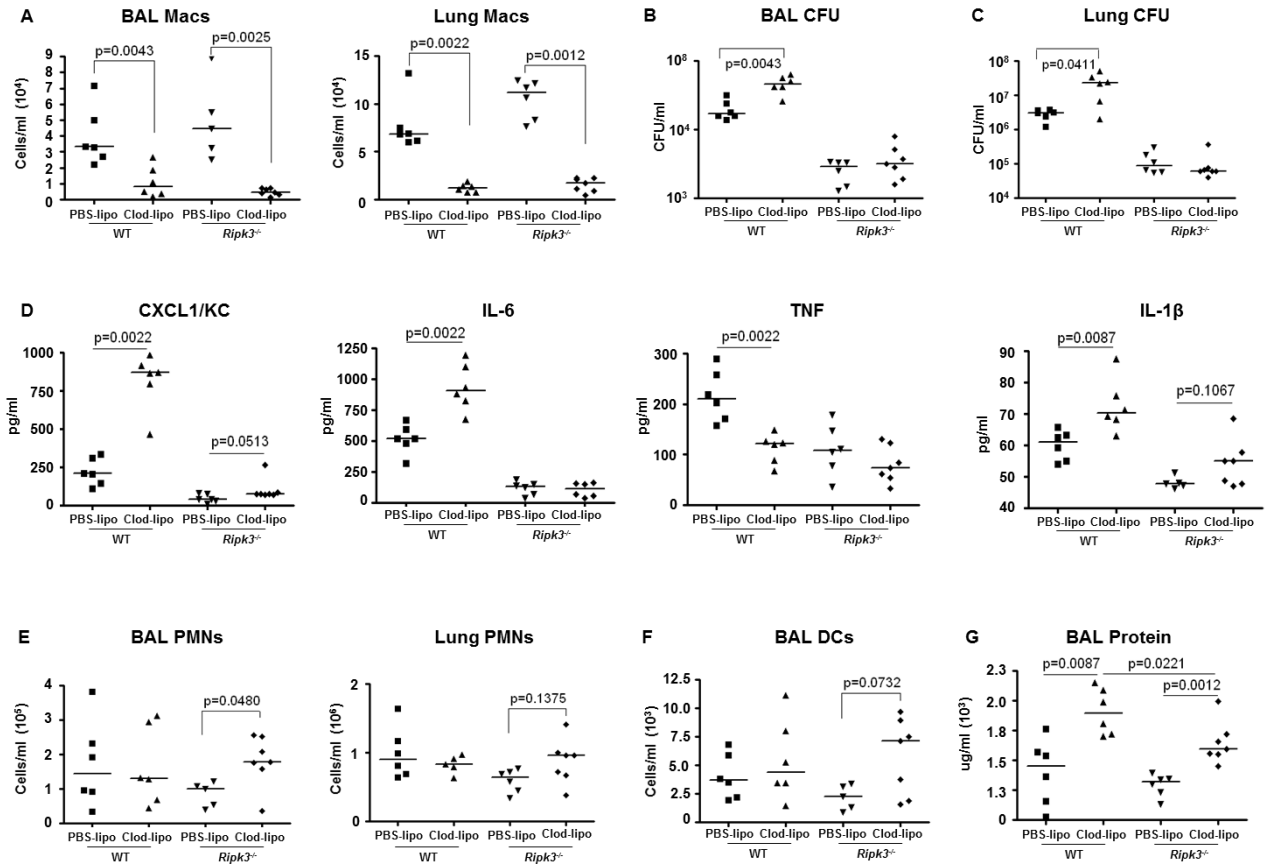 A
BAL Macs
Cells/ml (10⁴)
9
8
7
6
5
4
3
2
1
0
p=0.0043
p=0.0025
PBS-lipo Clod-lipo PBS-lipo Clod-lipo
WT
Ripk3⁻/⁻
Lung Macs
Cells/ml (10⁴)
15
10
5
0
p=0.0022
p=0.0012
PBS-lipo Clod-lipo PBS-lipo Clod-lipo
WT
Ripk3⁻/⁻
B
BAL CFU
CFU/ml
10⁸
10⁴
10³
p=0.0043
PBS-lipo Clod-lipo PBS-lipo Clod-lipo
WT
Ripk3⁻/⁻
C
Lung CFU
CFU/ml
10⁸
10⁷
10⁶
10⁵
10⁴
p=0.0411
PBS-lipo Clod-lipo PBS-lipo Clod-lipo
WT
Ripk3⁻/⁻
D
CXCL1/KC
pg/ml
1000
750
500
250
0
p=0.0022
p=0.0513
PBS-lipo Clod-lipo PBS-lipo Clod-lipo
WT
Ripk3⁻/⁻
IL-6
pg/ml
1250
1000
750
500
250
0
p=0.0022
PBS-lipo Clod-lipo PBS-lipo Clod-lipo
WT
Ripk3⁻/⁻
TNF
pg/ml
300
200
100
0
p=0.0022
PBS-lipo Clod-lipo PBS-lipo Clod-lipo
WT
Ripk3⁻/⁻
IL-1β
pg/ml
90
80
70
60
50
40
p=0.0087
p=0.1067
PBS-lipo Clod-lipo PBS-lipo Clod-lipo
WT
Ripk3⁻/⁻
E
BAL PMNs
Cells/ml (10⁵)
4
3
2
1
0
p=0.0480
PBS-lipo Clod-lipo PBS-lipo Clod-lipo
WT
Ripk3⁻/⁻
Lung PMNs
Cells/ml (10⁶)
2
1
0
p=0.1375
PBS-lipo Clod-lipo PBS-lipo Clod-lipo
WT
Ripk3⁻/⁻
F
BAL DCs
Cells/ml (10³)
12.5
10.0
7.5
5.0
2.5
0
p=0.0732
PBS-lipo Clod-lipo PBS-lipo Clod-lipo
WT
Ripk3⁻/⁻
G
BAL Protein
ug/ml (10³)
2.3
2.0
1.8
1.5
1.3
0
p=0.0087
p=0.0221
p=0.0012
PBS-lipo Clod-lipo PBS-lipo Clod-lipo
WT
Ripk3⁻/⁻